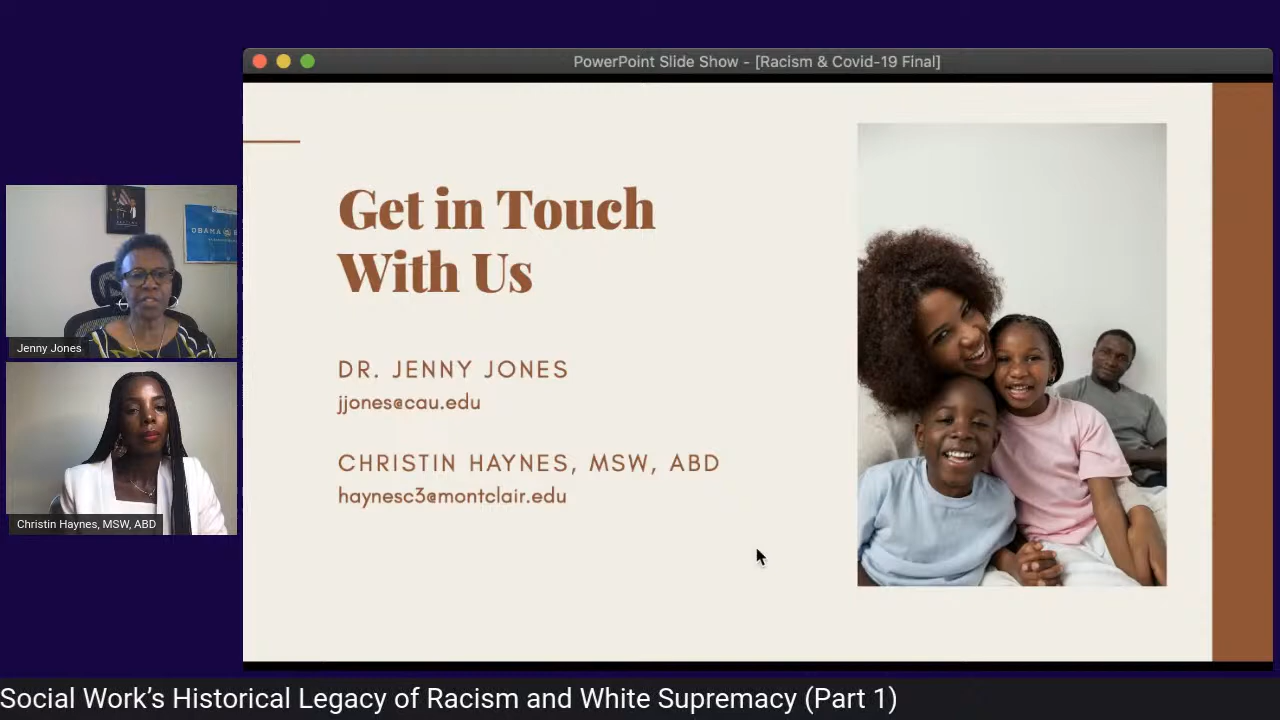 PowerPoint Slide Show - [Racism & Covid-19 Final]
Get in Touch
With Us
DR. JENNY JONES
jjones@cau.edu
CHRISTIN HAYNES, MSW, ABD
haynesc3@montclair.edu
OBAMA
Jenny Jones
Christin Haynes, MSW, ABD
Social Work’s Historical Legacy of Racism and White Supremacy (Part 1)